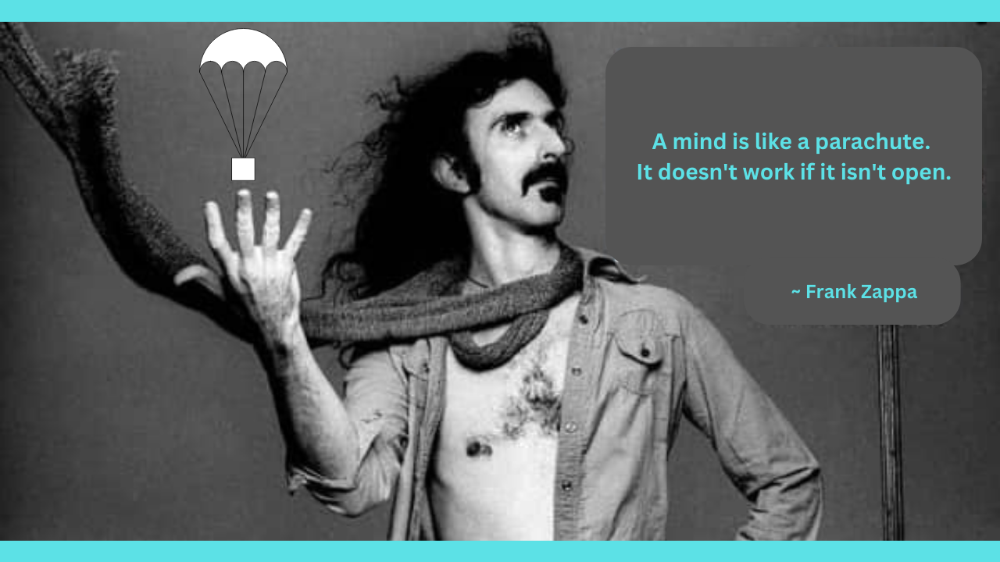 A mind is like a parachute.
It doesn't work if it isn't open.
~ Frank Zappa